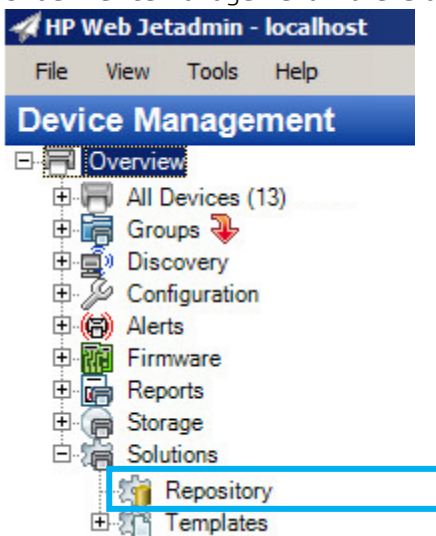 HP Web Jetadmin - localhost
File View Tools Help
Device Management
Overview
All Devices (13)
Groups
Discovery
Configuration
Alerts
Firmware
Reports
Storage
Solutions
Repository
Templates